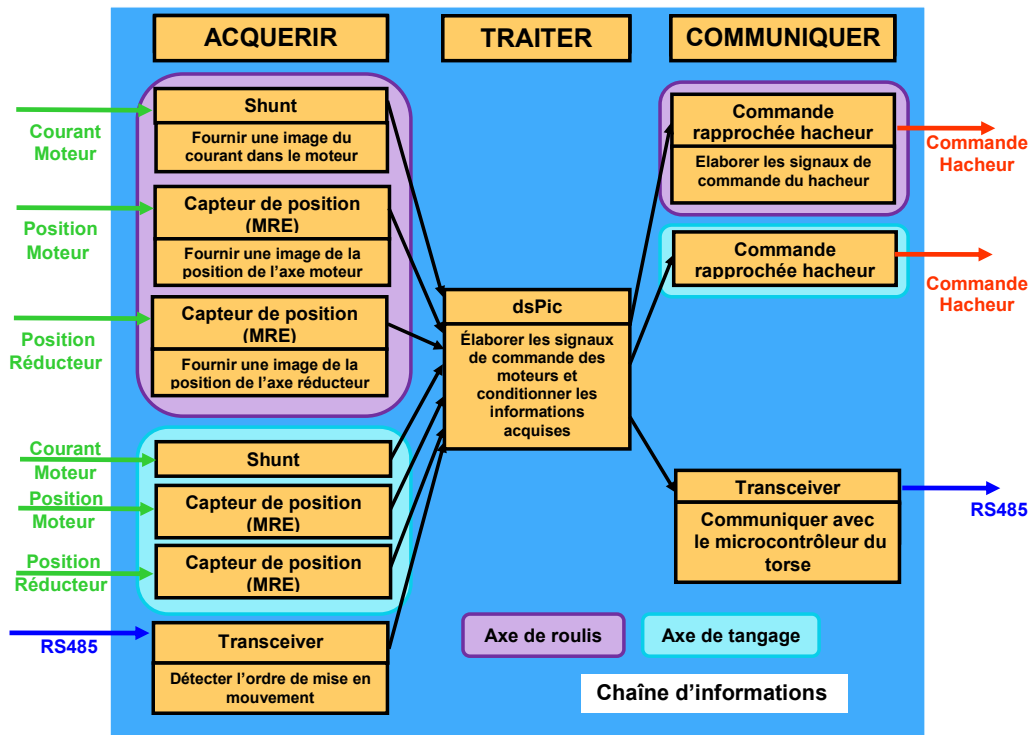 ACQUERIR
TRAITER
COMMUNIQUER
Courant
Moteur
Shunt
Fournir une image du
courant dans le moteur
Position
Moteur
Capteur de position
(MRE)
Fournir une image de la
position de l'axe moteur
Position
Réducteur
Capteur de position
(MRE)
Fournir une image de la
position de l'axe réducteur
Courant
Moteur
Shunt
Position
Moteur
Capteur de position
(MRE)
Position
Réducteur
Capteur de position
(MRE)
RS485
Transceiver
Détecter l'ordre de mise en
mouvement
dsPic
Élaborer les signaux
de commande des
moteurs et
conditionner les
informations
acquises
Commande
rapprochée hacheur
Elaborer les signaux de
commande du hacheur
Commande
Hacheur
Commande
rapprochée hacheur
Commande
Hacheur
Transceiver
Communiquer avec
le microcontrôleur du
torse
RS485
Axe de roulis
Axe de tangage
Chaîne d'informations